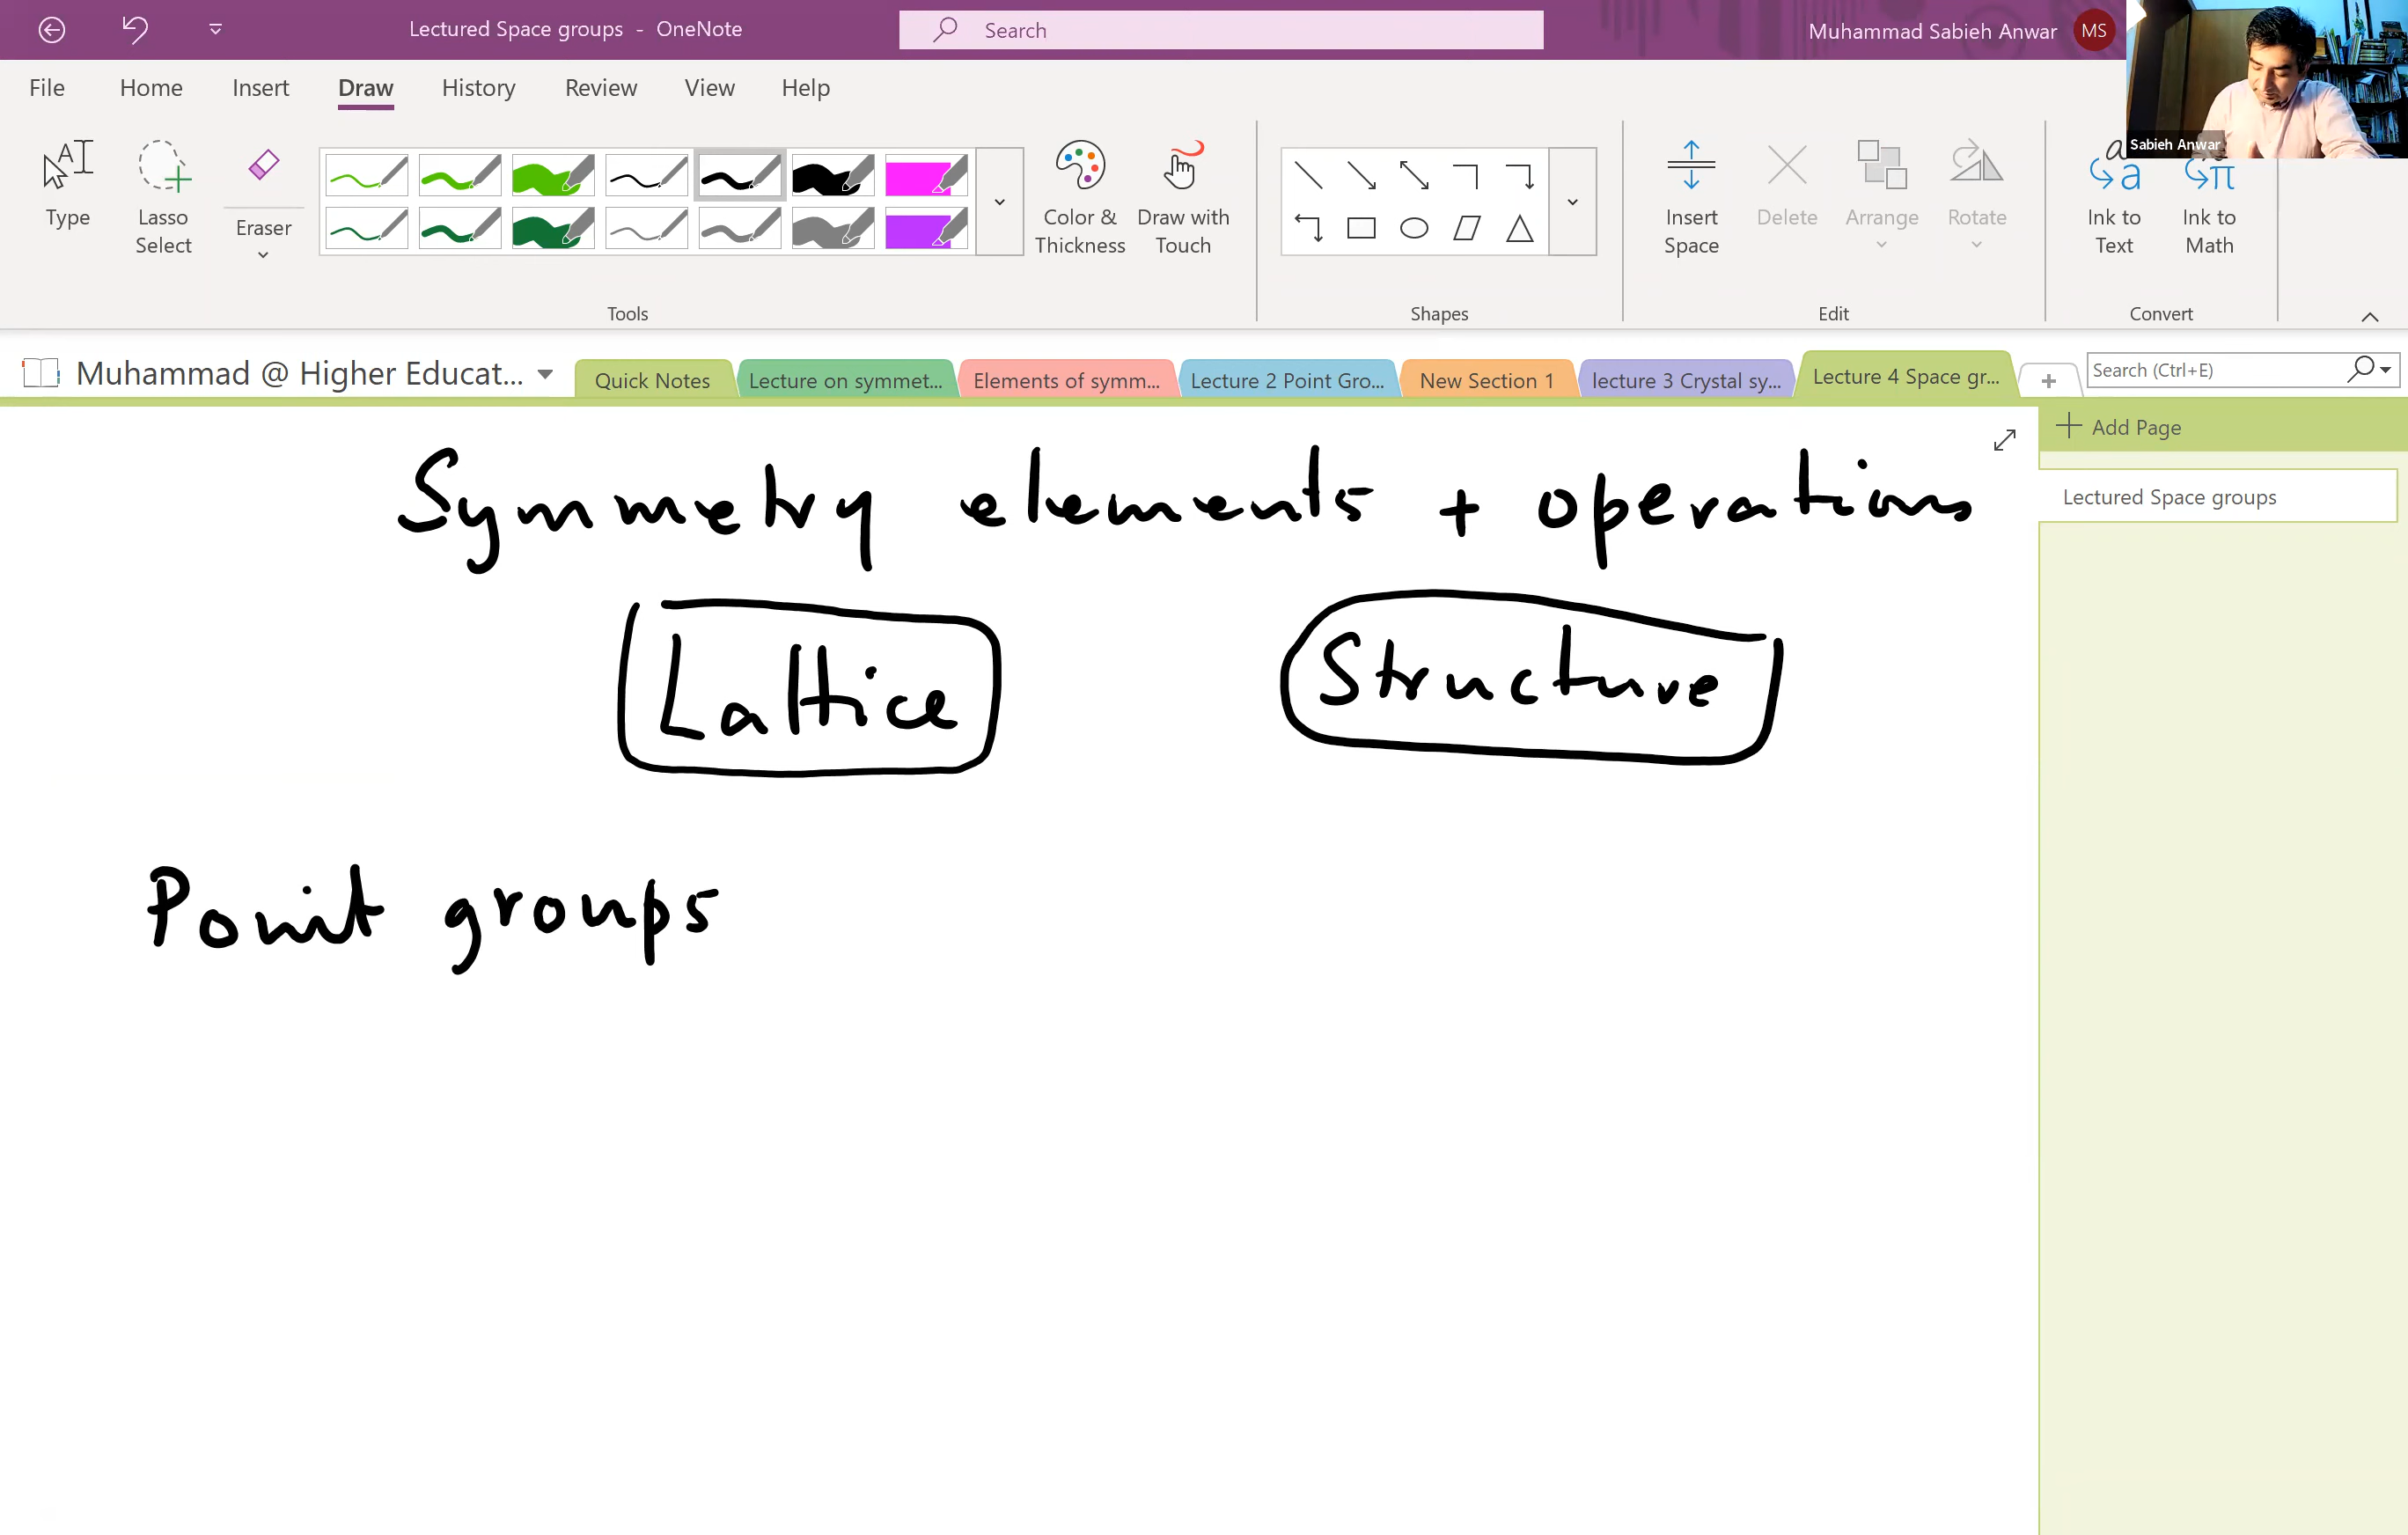 Lectured Space groups - OneNote
Search
Muhammad Sabieh Anwar MS
File Home Insert Draw History Review View Help
Sabieh Anwar
Type
Lasso Select
Eraser
Color & Thickness
Draw with Touch
Insert Space
Delete
Arrange
Rotate
Ink to Text
Ink to Math
Tools Shapes Edit Convert
Muhammad @ Higher Educat... Quick Notes Lecture on symmet... Elements of symm... Lecture 2 Point Gro... New Section 1 lecture 3 Crystal sy... Lecture 4 Space gr... Search (Ctrl+E)
Add Page
Lectured Space groups
Symmetry elements + operations
Lattice Structure
Point groups